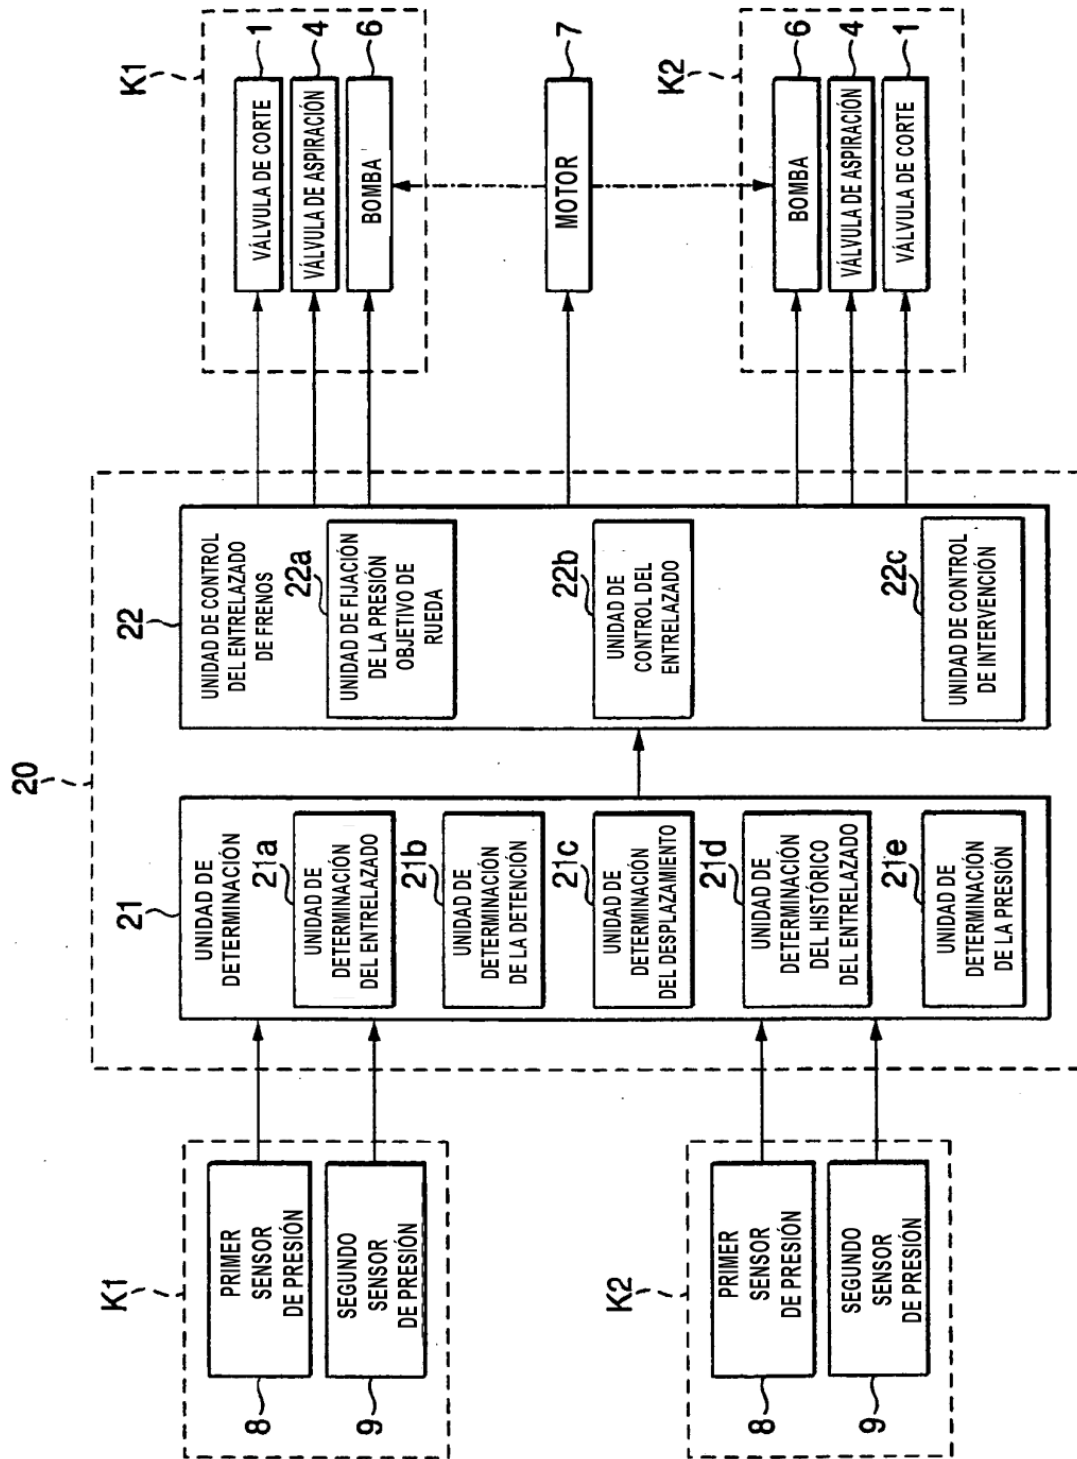 20
K1
8
PRIMER
SENSOR
DE PRESIÓN
9
SEGUNDO
SENSOR
DE PRESIÓN
K2
8
PRIMER
SENSOR
DE PRESIÓN
9
SEGUNDO
SENSOR
DE PRESIÓN
21
UNIDAD DE
DETERMINACIÓN
21a
UNIDAD DE
DETERMINACIÓN
DEL ENTRELAZADO
21b
UNIDAD DE
DETERMINACIÓN
DE LA DETENCIÓN
21c
UNIDAD DE
DETERMINACIÓN
DEL DESPLAZAMIENTO
21d
UNIDAD DE
DETERMINACIÓN
DEL HISTÓRICO
DEL ENTRELAZADO
21e
UNIDAD DE
DETERMINACIÓN
DE LA PRESIÓN
22
UNIDAD DE CONTROL
DEL ENTRELAZADO
DE FRENOS
22a
UNIDAD DE FIJACIÓN
DE LA PRESIÓN
OBJETIVO DE
RUEDA
22b
UNIDAD DE
CONTROL DEL
ENTRELAZADO
22c
UNIDAD DE CONTROL
DE INTERVENCIÓN
K1
VÁLVULA DE CORTE
1
VÁLVULA DE ASPIRACIÓN
4
BOMBA
6
MOTOR
7
K2
BOMBA
6
VÁLVULA DE ASPIRACIÓN
4
VÁLVULA DE CORTE
1